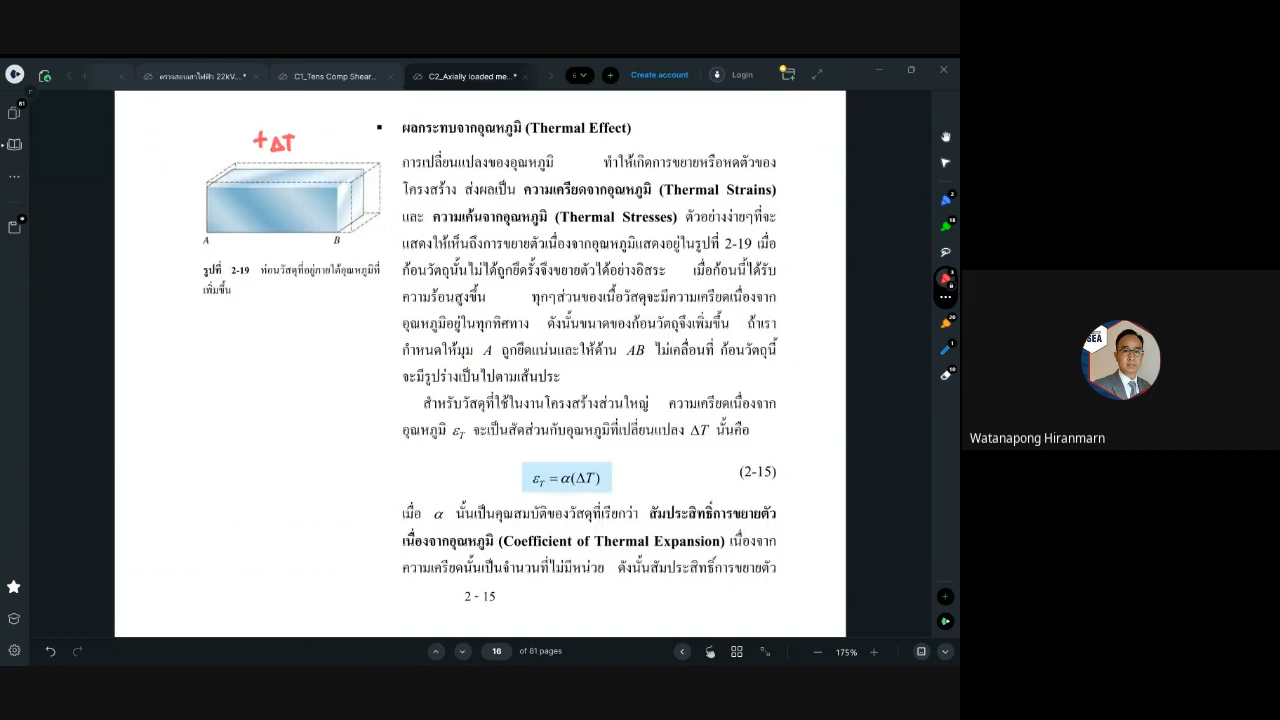 ตรวจสอบเสาไฟฟ้า 22kV...*
C1_Tens Comp Shear...
C2_Axially loaded me...*
6
Create account
Login
81
+ΔT
A
B
รูปที่ 2-19 ท่อนวัสดุที่อยู่ภายใต้อุณหภูมิที่
เพิ่มขึ้น
▪ ผลกระทบจากอุณหภูมิ (Thermal Effect)
การเปลี่ยนแปลงของอุณหภูมิ ทำให้เกิดการขยายหรือหดตัวของ
โครงสร้าง ส่งผลเป็น ความเครียดจากอุณหภูมิ (Thermal Strains)
และ ความเค้นจากอุณหภูมิ (Thermal Stresses) ตัวอย่างง่ายๆที่จะ
แสดงให้เห็นถึงการขยายตัวเนื่องจากอุณหภูมิแสดงอยู่ในรูปที่ 2-19 เมื่อ
ก้อนวัตถุนั้นไม่ได้ถูกยึดรั้งจึงขยายตัวได้อย่างอิสระ เมื่อก้อนนี้ได้รับ
ความร้อนสูงขึ้น ทุกๆส่วนของเนื้อวัสดุจะมีความเครียดเนื่องจาก
อุณหภูมิอยู่ในทุกทิศทาง ดังนั้นขนาดของก้อนวัตถุจึงเพิ่มขึ้น ถ้าเรา
กำหนดให้มุม A ถูกยึดแน่นและให้ด้าน AB ไม่เคลื่อนที่ ก้อนวัตถุนี้
จะมีรูปร่างเป็นไปตามเส้นประ
สำหรับวัสดุที่ใช้ในงานโครงสร้างส่วนใหญ่ ความเครียดเนื่องจาก
อุณหภูมิ ε_T จะเป็นสัดส่วนกับอุณหภูมิที่เปลี่ยนแปลง ΔT นั้นคือ
ε_T = α(ΔT) (2-15)
เมื่อ α นั้นเป็นคุณสมบัติของวัสดุที่เรียกว่า สัมประสิทธิ์การขยายตัว
เนื่องจากอุณหภูมิ (Coefficient of Thermal Expansion) เนื่องจาก
ความเครียดนั้นเป็นจำนวนที่ไม่มีหน่วย ดังนั้นสัมประสิทธิ์การขยายตัว
2 - 15
16 of 81 pages
175%
2
18
3
20
1
10
SEA
Watanapong Hiranmarn